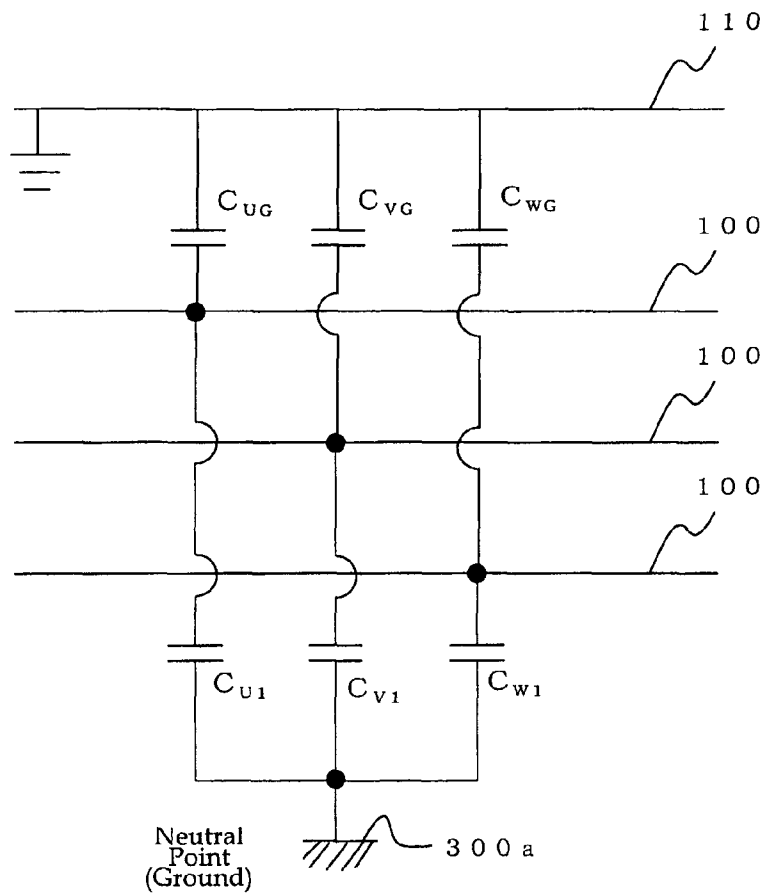 110
C_UG
C_VG
C_WG
100
100
100
C_U1
C_V1
C_W1
Neutral
Point
(Ground)
300a